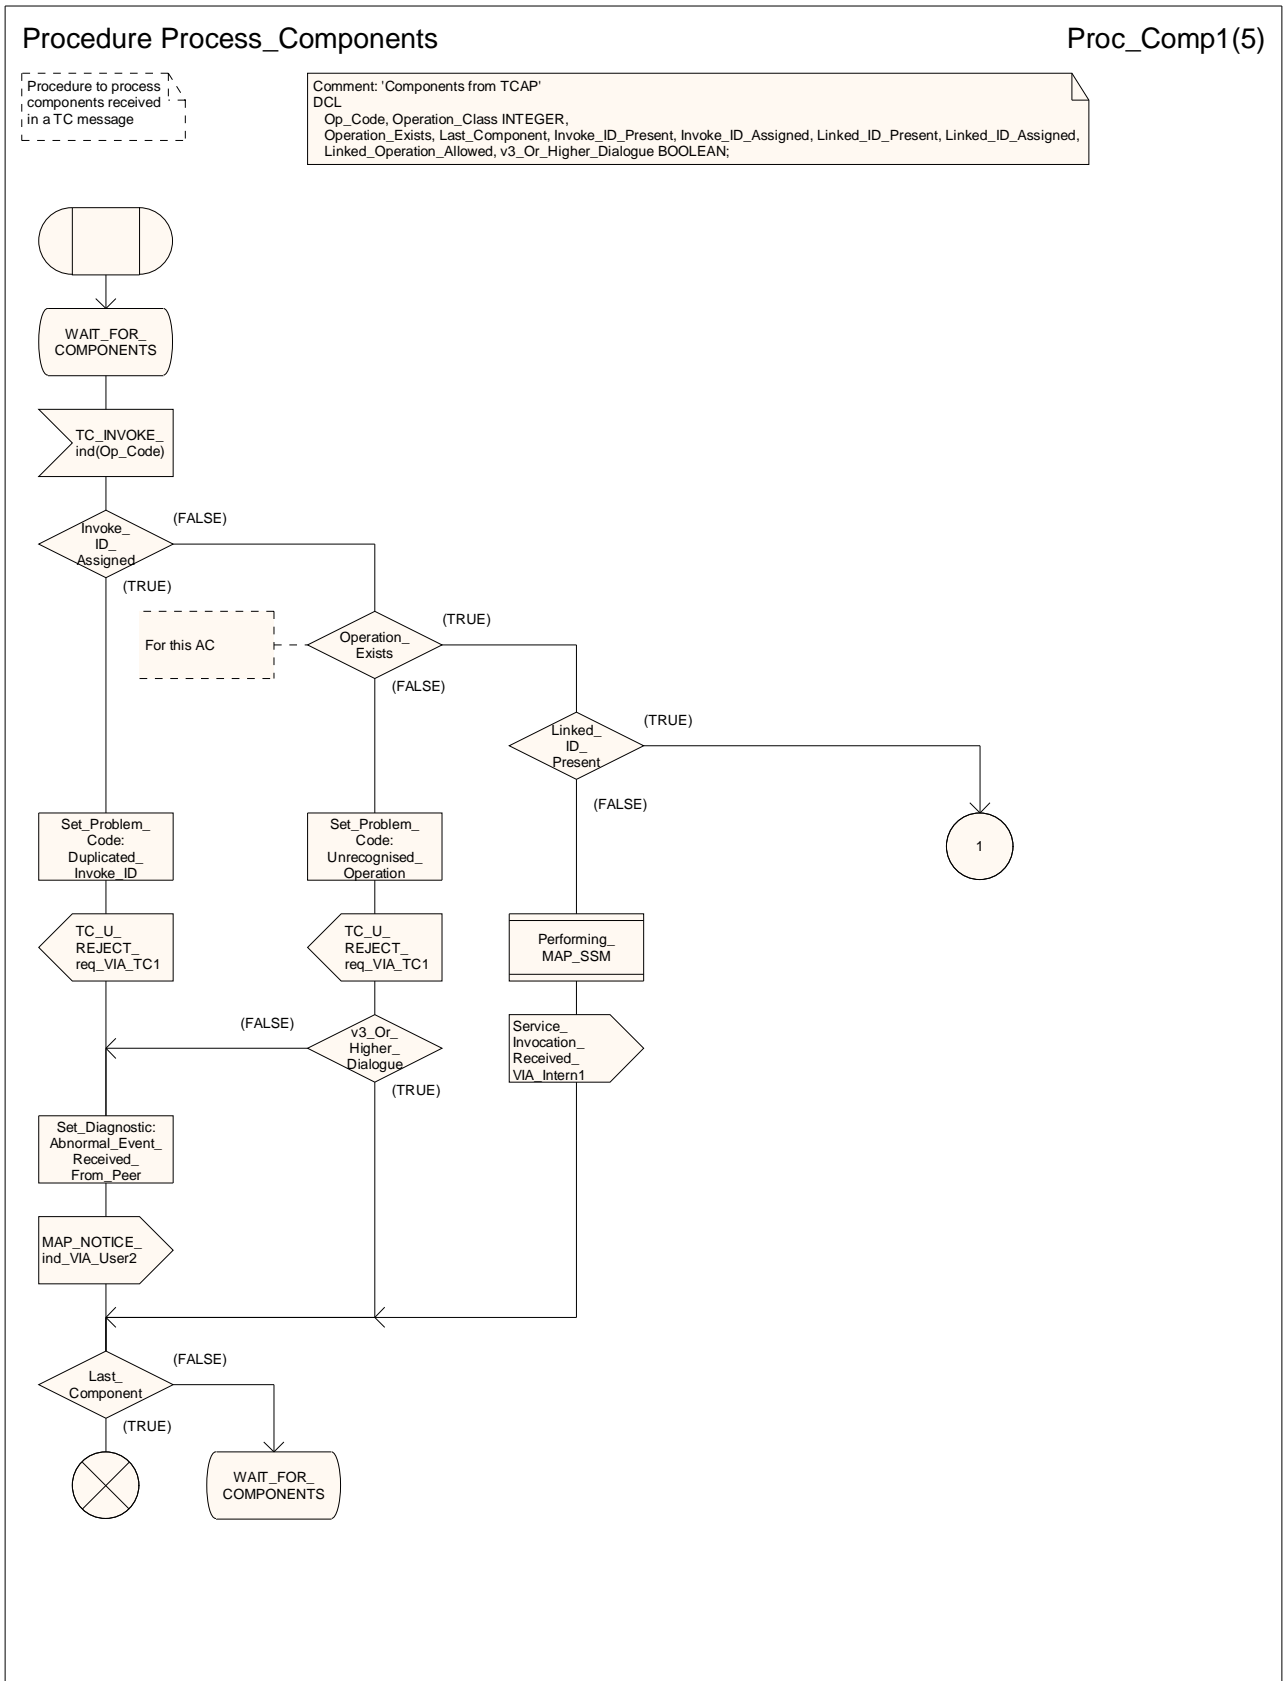 Procedure Process_Components
Proc_Comp1(5)
Procedure to process
components received
in a TC message
Comment: 'Components from TCAP'
DCL
Op_Code, Operation_Class INTEGER,
Operation_Exists, Last_Component, Invoke_ID_Present, Invoke_ID_Assigned, Linked_ID_Present, Linked_ID_Assigned,
Linked_Operation_Allowed, v3_Or_Higher_Dialogue BOOLEAN;
WAIT_FOR_
COMPONENTS
TC_INVOKE_
ind(Op_Code)
Invoke_
ID_
Assigned
(FALSE)
(TRUE)
For this AC
Operation_
Exists
(TRUE)
(FALSE)
Linked_
ID_
Present
(TRUE)
(FALSE)
1
Set_Problem_
Code:
Duplicated_
Invoke_ID
Set_Problem_
Code:
Unrecognised_
Operation
TC_U_
REJECT_
req_VIA_TC1
TC_U_
REJECT_
req_VIA_TC1
Performing_
MAP_SSM
(FALSE)
v3_Or_
Higher_
Dialogue
(TRUE)
Service_
Invocation_
Received_
VIA_Intern1
Set_Diagnostic:
Abnormal_Event_
Received_
From_Peer
MAP_NOTICE_
ind_VIA_User2
Last_
Component
(FALSE)
(TRUE)
WAIT_FOR_
COMPONENTS